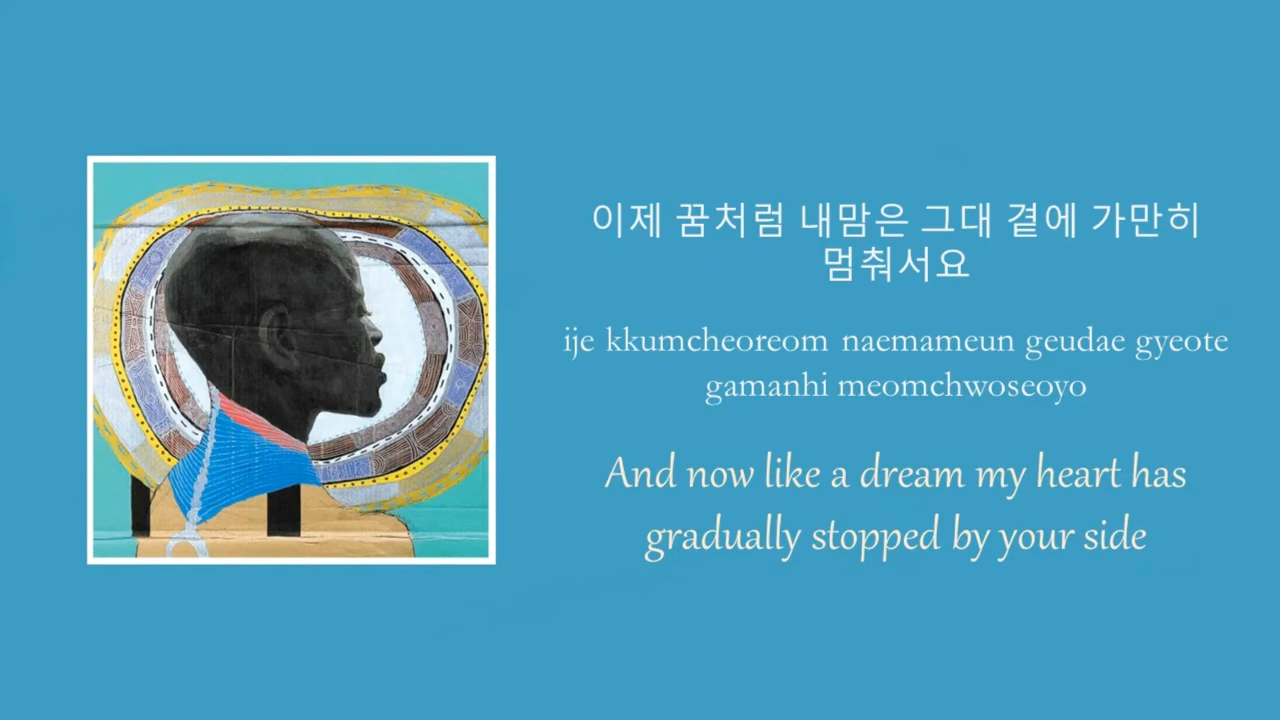 이제 꿈처럼 내맘은 그대 곁에 가만히
멈춰서요
ije kkumcheoreom naemameun geudae gyeote
gamanhi meomchwoseoyo
And now like a dream my heart has
gradually stopped by your side